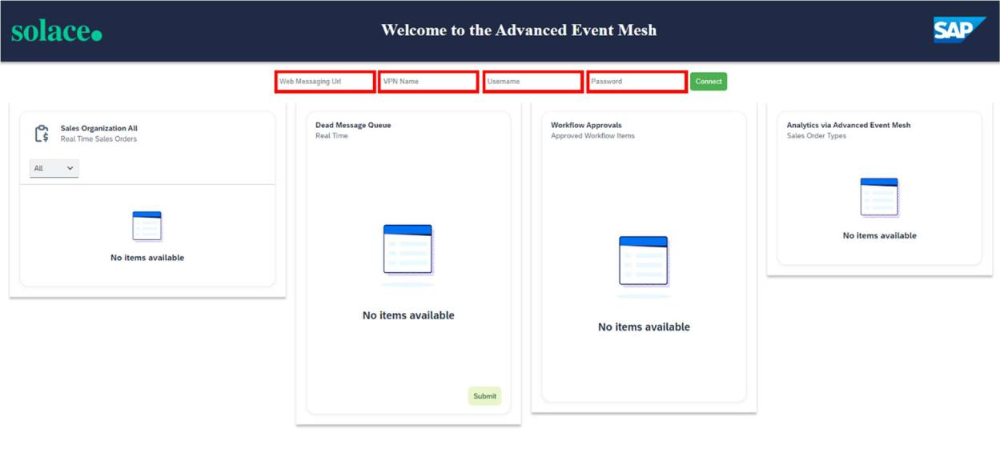 solace.
Welcome to the Advanced Event Mesh
SAP
Web Messaging Url
VPN Name
Username
Password
Connect
Sales Organization All
Real Time Sales Orders
All
No items available
Dead Message Queue
Real Time
No items available
Submit
Workflow Approvals
Approved Workflow Items
No items available
Analytics via Advanced Event Mesh
Sales Order Types
No items available